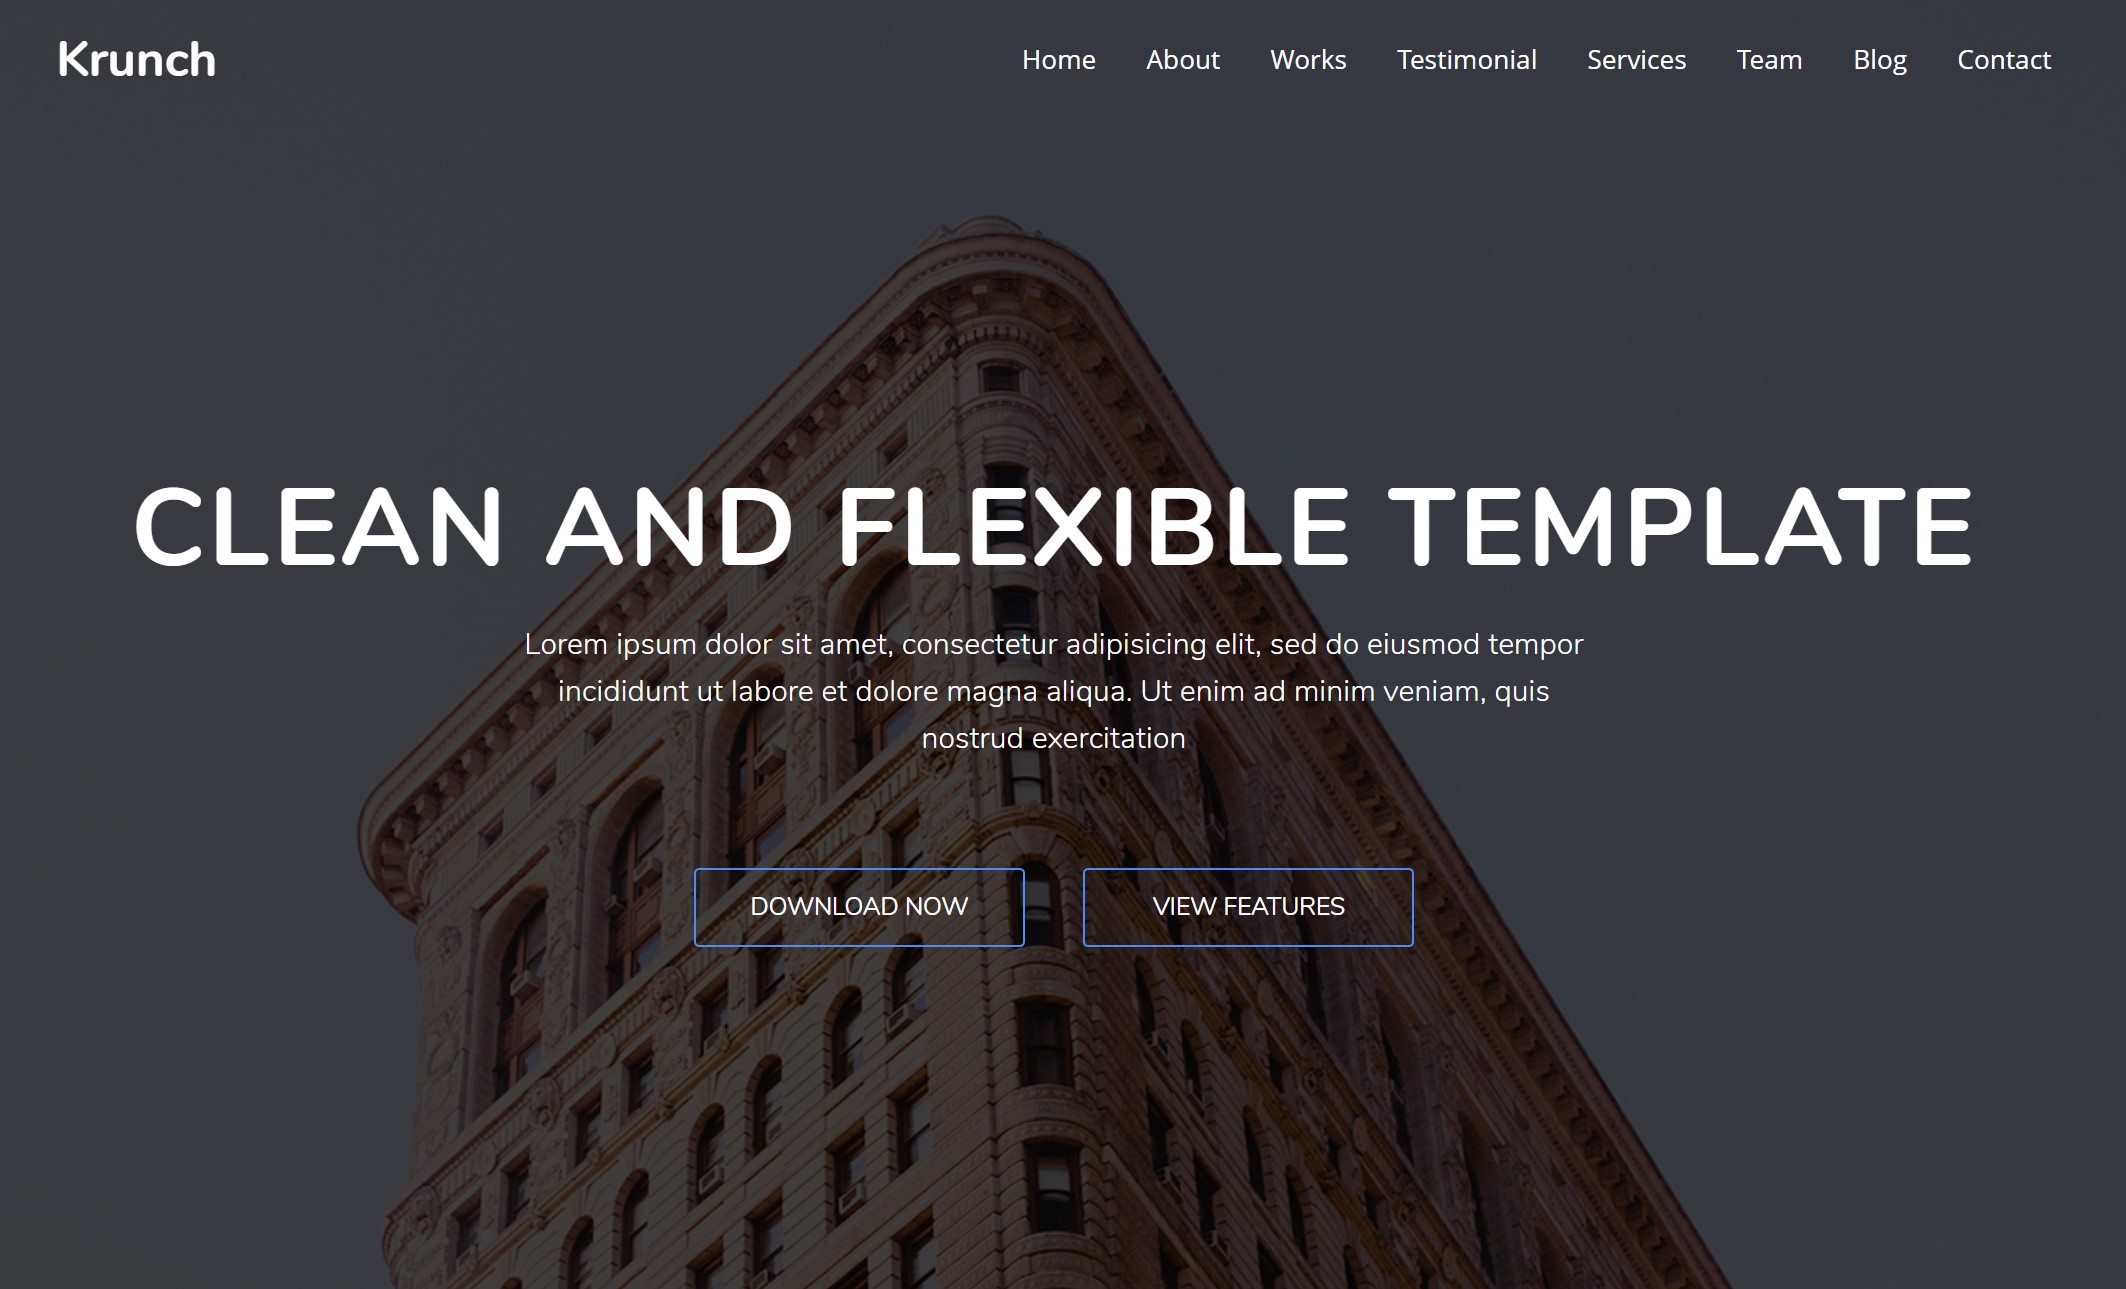 Krunch
Home About Works Testimonial Services Team Blog Contact
CLEAN AND FLEXIBLE TEMPLATE
Lorem ipsum dolor sit amet, consectetur adipisicing elit, sed do eiusmod tempor
incididunt ut labore et dolore magna aliqua. Ut enim ad minim veniam, quis
nostrud exercitation
DOWNLOAD NOW VIEW FEATURES